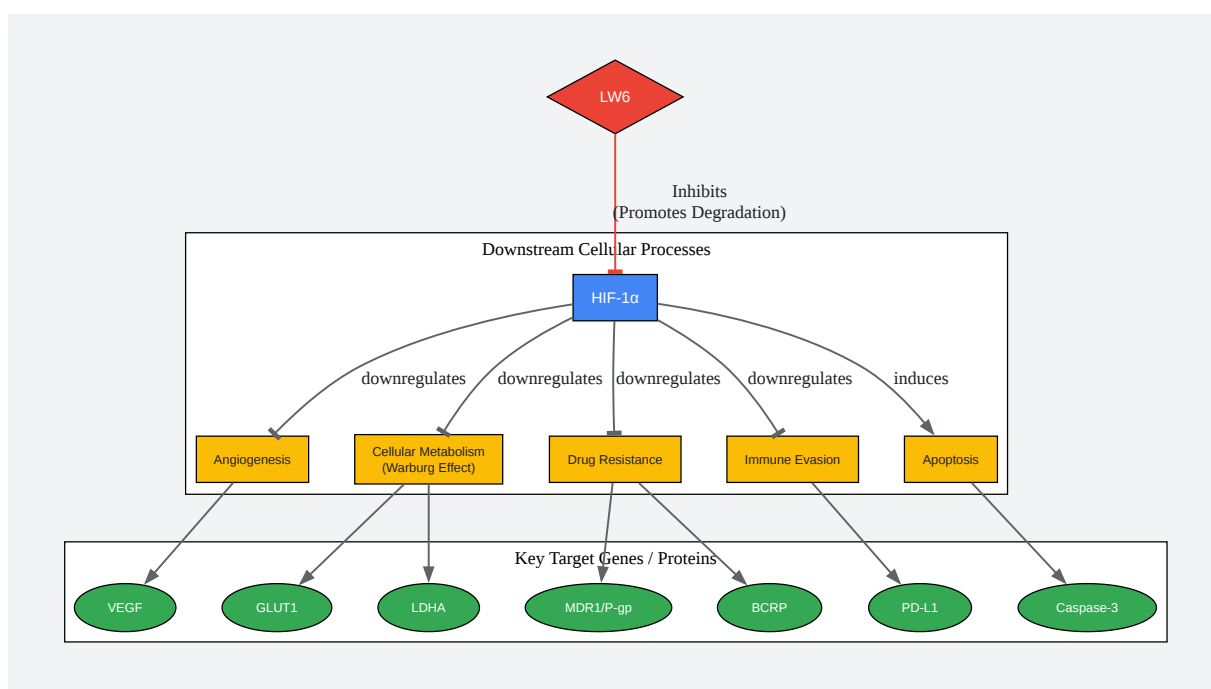 LW6
Inhibits
(Promotes Degradation)
Downstream Cellular Processes
HIF-1α
downregulates
downregulates
downregulates
downregulates
induces
Angiogenesis
Cellular Metabolism
(Warburg Effect)
Drug Resistance
Immune Evasion
Apoptosis
Key Target Genes / Proteins
VEGF
GLUT1
LDHA
MDR1/P-gp
BCRP
PD-L1
Caspase-3